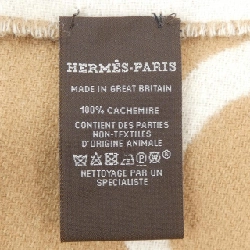 HERMÈS-PARIS
MADE IN GREAT BRITAIN
100% CACHEMIRE
CONTIENT DES PARTIES
NON-TEXTILES
D'ORIGINE ANIMALE
NETTOYAGE PAR UN
SPECIALISTE